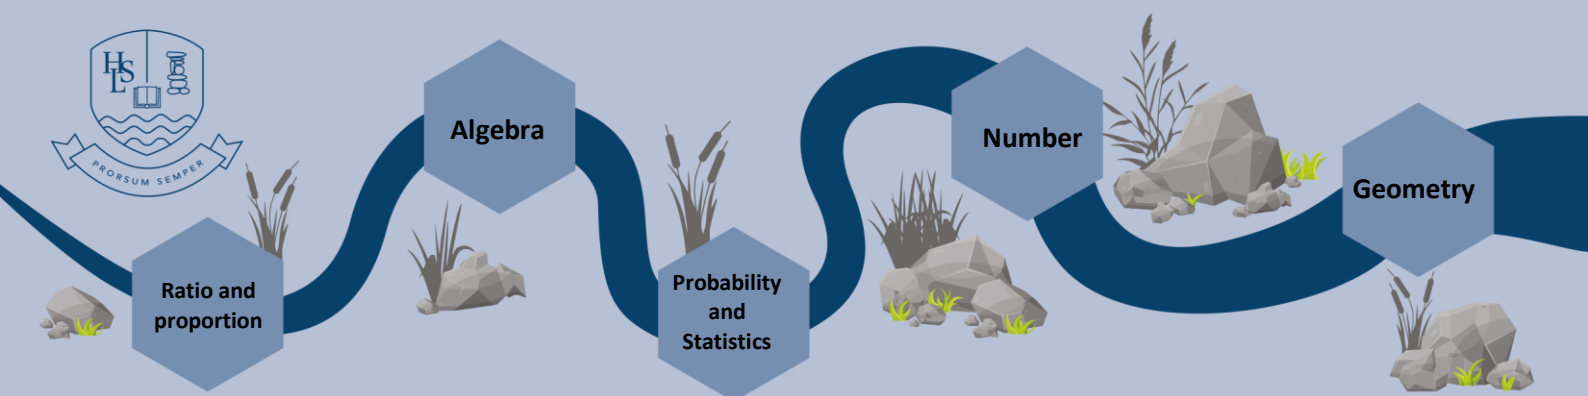 HLS
PRORSUM SEMPER
Ratio and
proportion
Algebra
Probability
and
Statistics
Number
Geometry